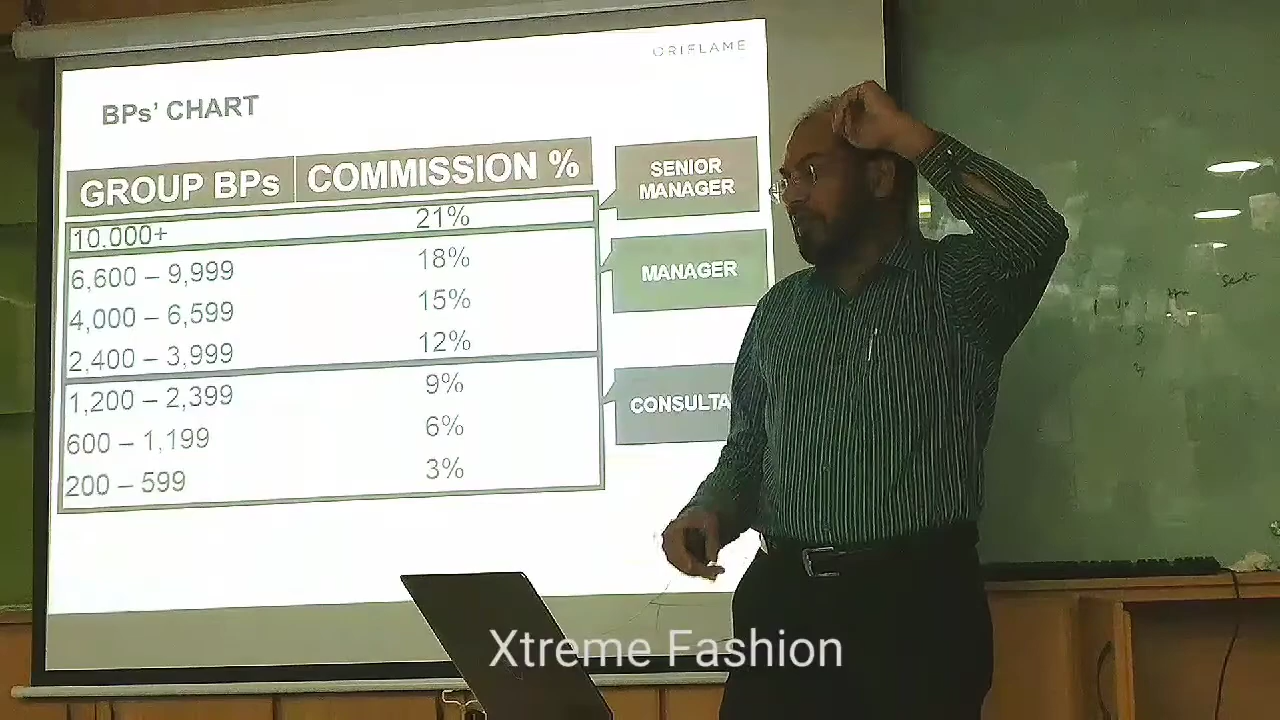 ORIFLAME
BPs' CHART
GROUP BPs COMMISSION %
10.000+ 21%
6,600 – 9,999 18%
4,000 – 6,599 15%
2,400 – 3,999 12%
1,200 – 2,399 9%
600 – 1,199 6%
200 – 599 3%
SENIOR
MANAGER
MANAGER
CONSULTA
Xtreme Fashion